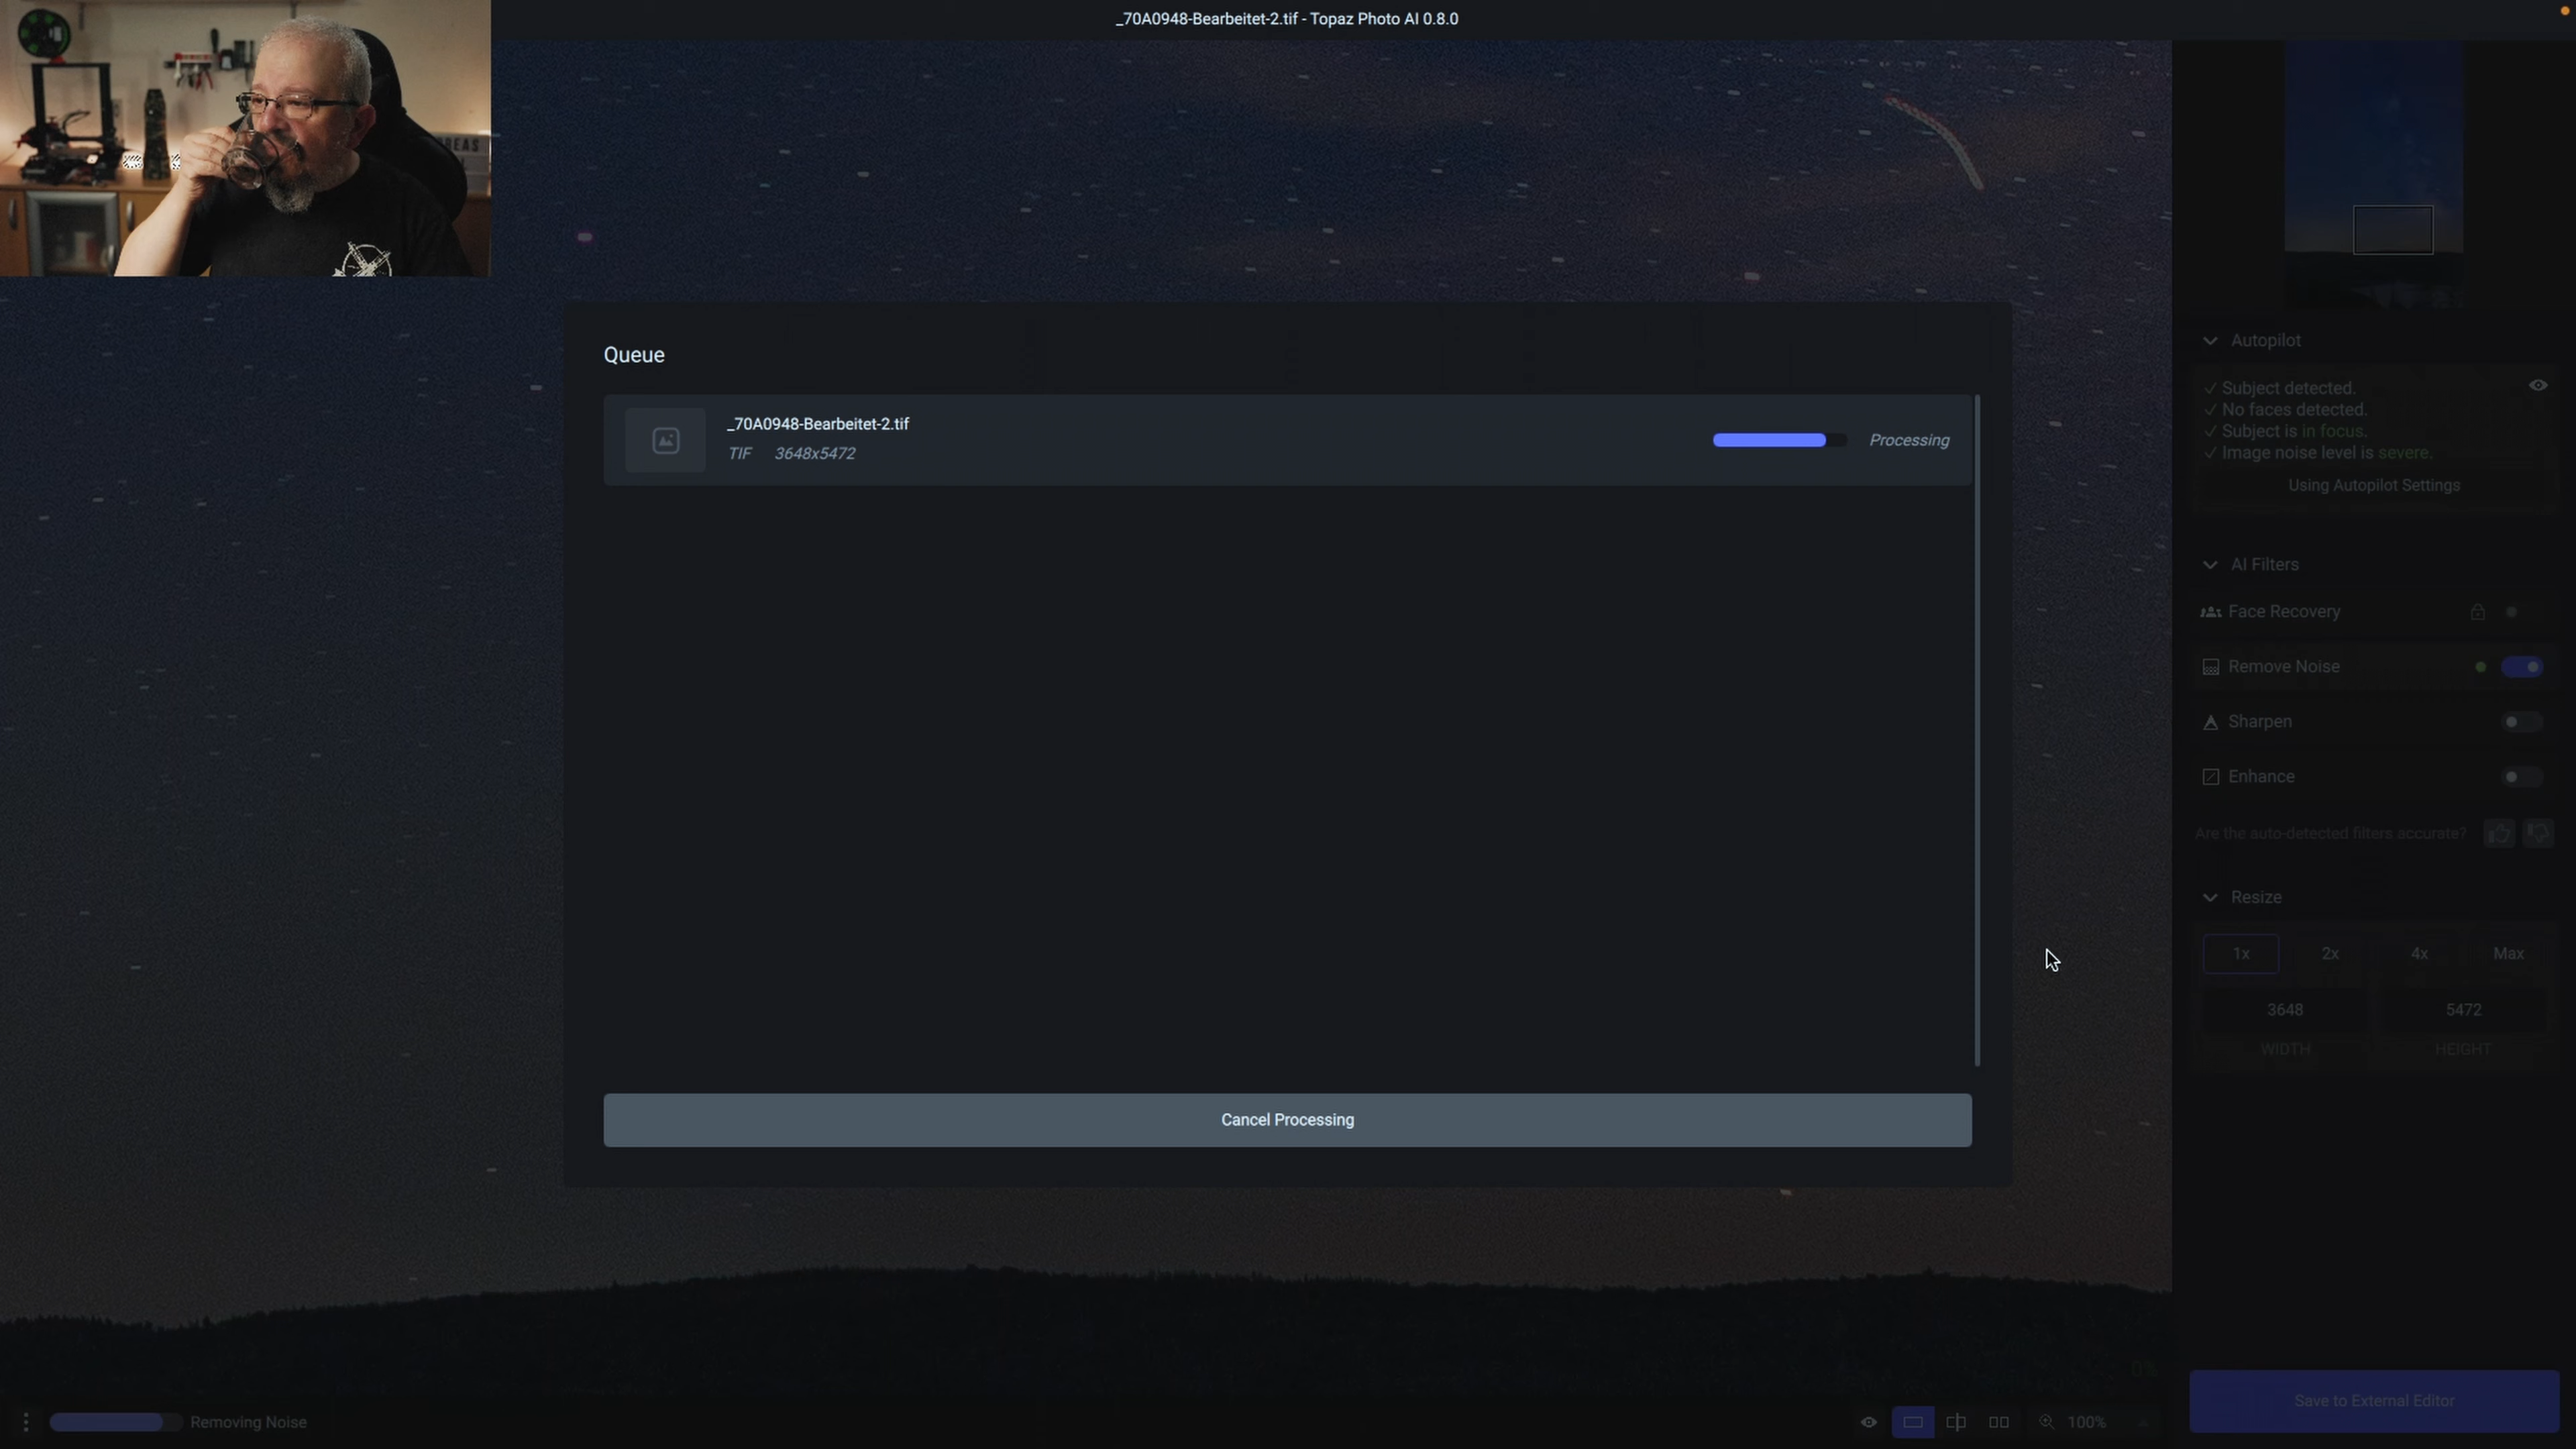 _70A0948-Bearbeitet-2.tif - Topaz Photo AI 0.8.0
Queue
_70A0948-Bearbeitet-2.tif
TIF 3648x5472
Processing
Cancel Processing
Autopilot
Subject detected.
No faces detected.
Subject is in focus.
Image noise level is severe.
Using Autopilot Settings
AI Filters
Face Recovery
Remove Noise
Sharpen
Enhance
Are the auto-detected filters accurate?
Resize
1x 2x 4x Max
3648 5472
WIDTH HEIGHT
Removing Noise
100%
Save to External Editor